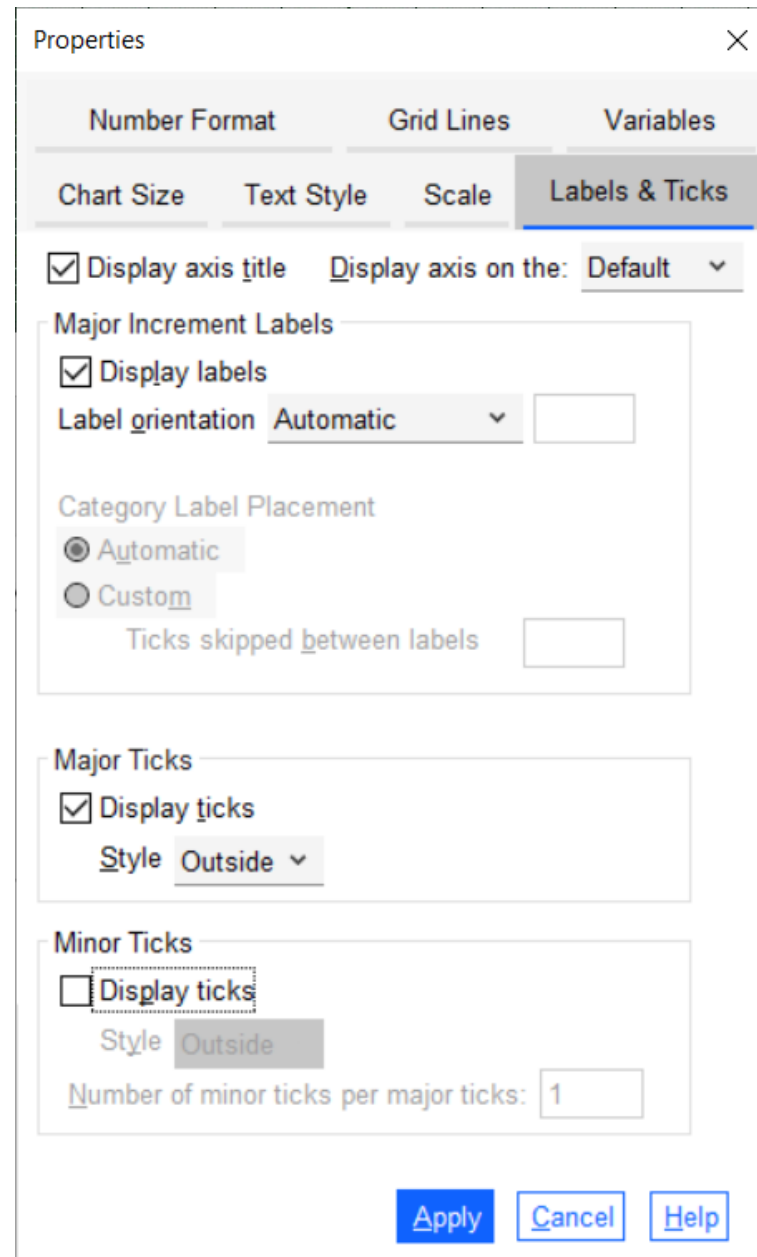 Properties
Number Format Grid Lines Variables
Chart Size Text Style Scale Labels & Ticks
Display axis title Display axis on the: Default
Major Increment Labels
Display labels
Label orientation Automatic
Category Label Placement
Automatic
Custom
Ticks skipped between labels
Major Ticks
Display ticks
Style Outside
Minor Ticks
Display ticks
Style Outside
Number of minor ticks per major ticks: 1
Apply Cancel Help